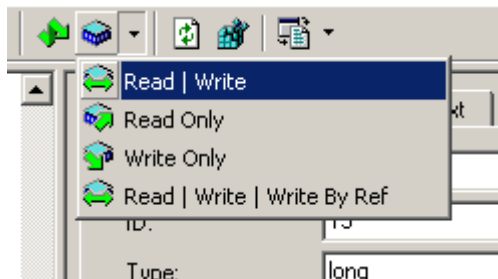 Read | Write
Read Only
Write Only
Read | Write | Write By Ref
ID:
Type: long